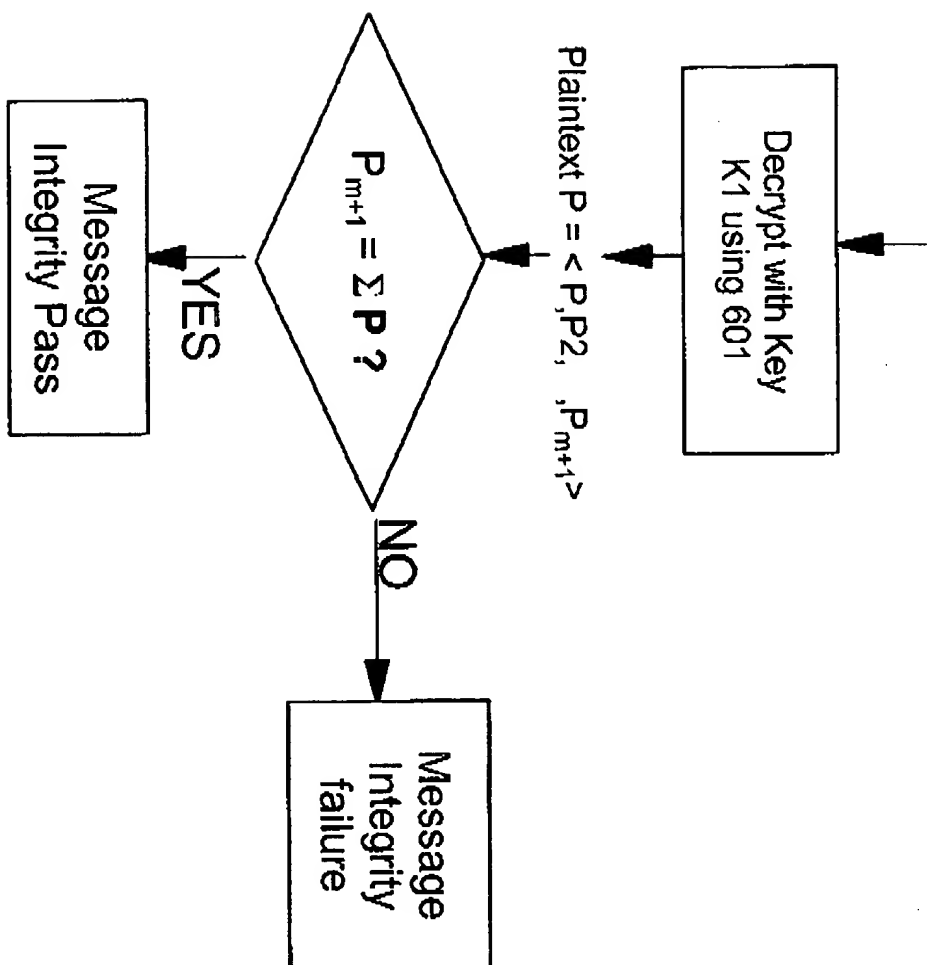 Decrypt with Key
K1 using 601
Plaintext P = < P,P2, ,Pm+1>
Pm+1 = Σ P ?
YES
Message
Integrity Pass
NO
Message
Integrity
failure